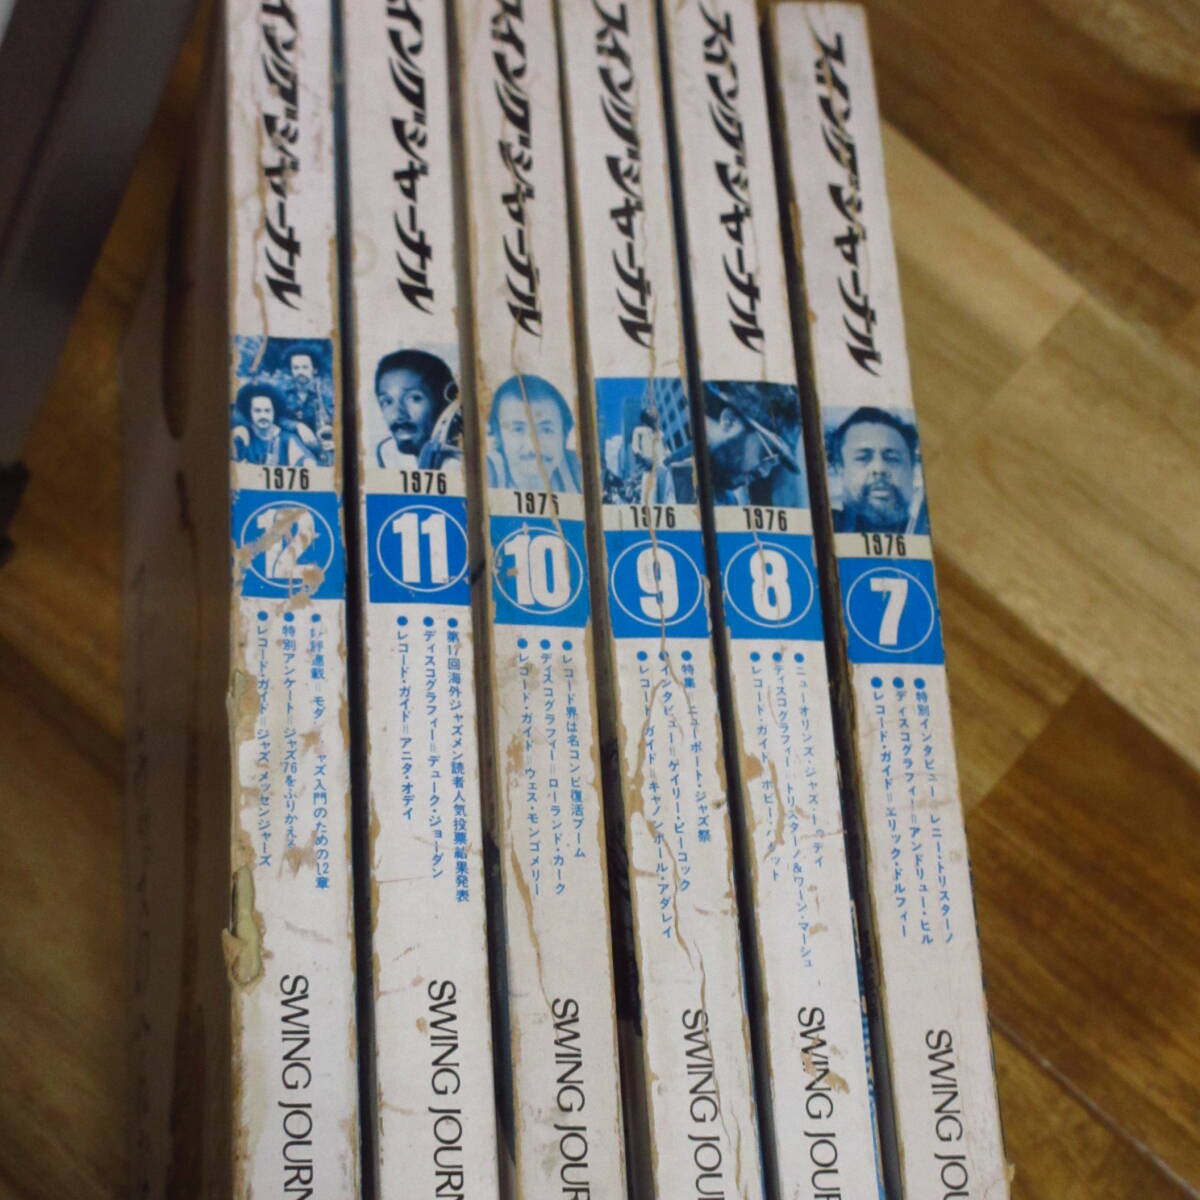 スイングジャーナル
1976
12
評連載＝モダ ャズ入門のための12章
●特別アンケート＝ジャズ'76をふりかえる
●レコード・ガイド＝ジャズ・メッセンジャーズ
SWING JOURN
スイングジャーナル
1976
11
●第17回海外ジャズメン読者人気投票結果発表
●ディスコグラフィー＝デューク・ジョーダン
●レコード・ガイド＝アニタ・オデイ
SWING JOURN
スイングジャーナル
1976
10
●レコード界は名コンビ復活ブーム
●ディスコグラフィー＝ローランド・カーク
●レコード・ガイド＝ウェス・モンゴメリー
SWING JOUR
スイングジャーナル
1976
9
●特集 ニューポート・ジャズ祭
●インタビュー＝ゲイリー・ピーコック
●レコード・ガイド＝キャノンボール・アダレイ
SWING JOU
スイングジャーナル
1976
8
●ニューオリンズ・ジャズ・ トゥデイ
●ディスコグラフィー トリスターノ&ワーン・マーシュ
●レコード・ガイド ボビー・ ット
SWING JOUR
スイングジャーナル
1976
7
●特別インタビュー レニー・トリスターノ
●ディスコグラフィー＝アンドリュー・ヒル
●レコード・ガイド＝エリック・ドルフィー
SWING JOU